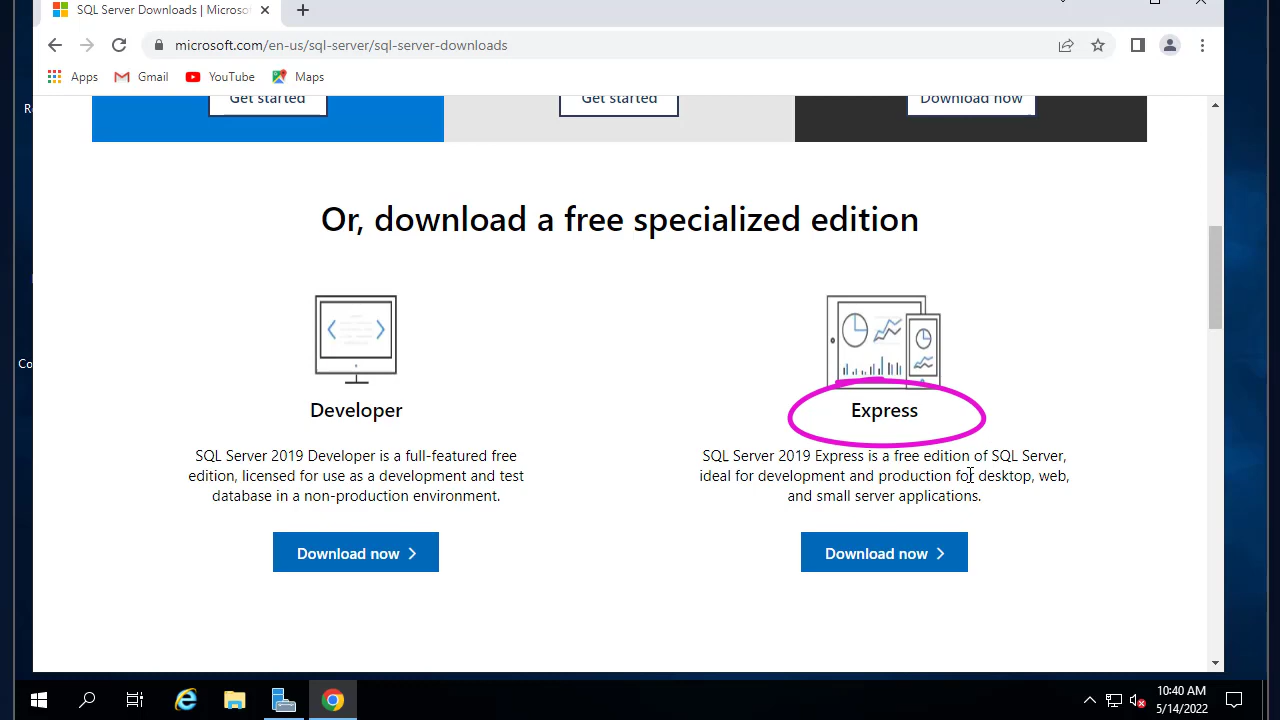 SQL Server Downloads | Microso
microsoft.com/en-us/sql-server/sql-server-downloads
Apps
Gmail
YouTube
Maps
Get started
Get started
Download now
Or, download a free specialized edition
Developer
SQL Server 2019 Developer is a full-featured free
edition, licensed for use as a development and test
database in a non-production environment.
Download now
Express
SQL Server 2019 Express is a free edition of SQL Server,
ideal for development and production for desktop, web,
and small server applications.
Download now
10:40 AM
5/14/2022